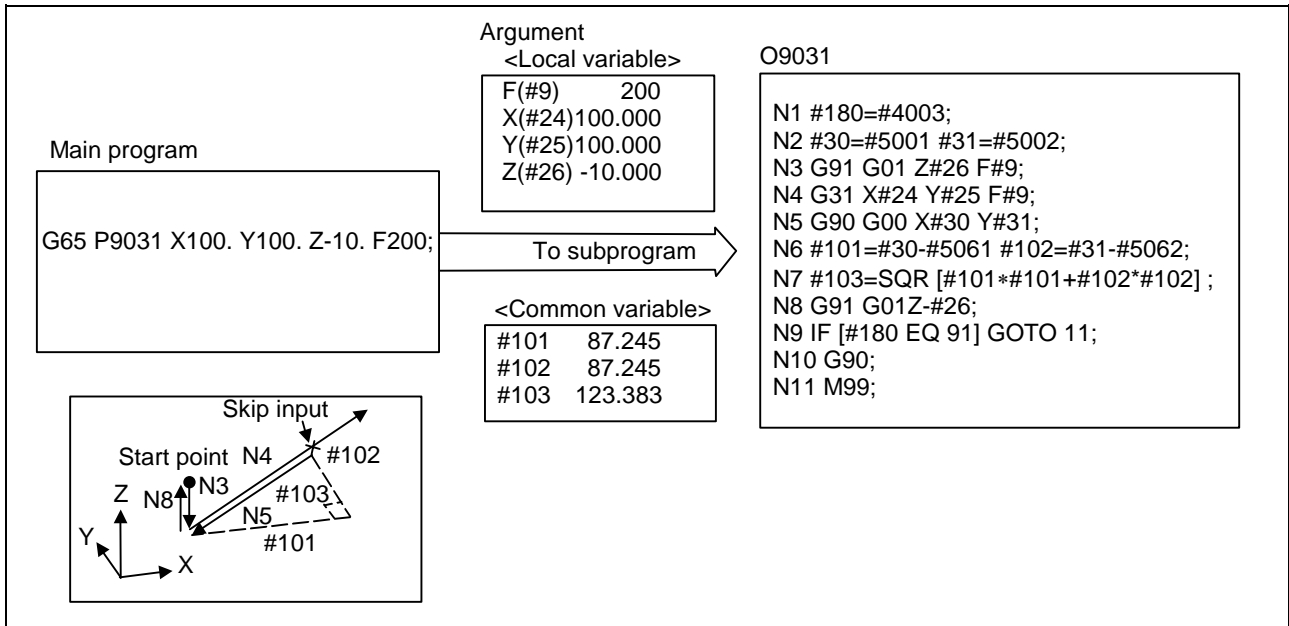 Main program
G65 P9031 X100. Y100. Z-10. F200;
Argument
<Local variable>
F(#9) 200
X(#24)100.000
Y(#25)100.000
Z(#26) -10.000
To subprogram
<Common variable>
#101 87.245
#102 87.245
#103 123.383
O9031
N1 #180=#4003;
N2 #30=#5001 #31=#5002;
N3 G91 G01 Z#26 F#9;
N4 G31 X#24 Y#25 F#9;
N5 G90 G00 X#30 Y#31;
N6 #101=#30-#5061 #102=#31-#5062;
N7 #103=SQR [#101∗#101+#102*#102] ;
N8 G91 G01Z-#26;
N9 IF [#180 EQ 91] GOTO 11;
N10 G90;
N11 M99;
Skip input
Start point N4 #102
Z N8 N3 #103
N5
Y #101
X